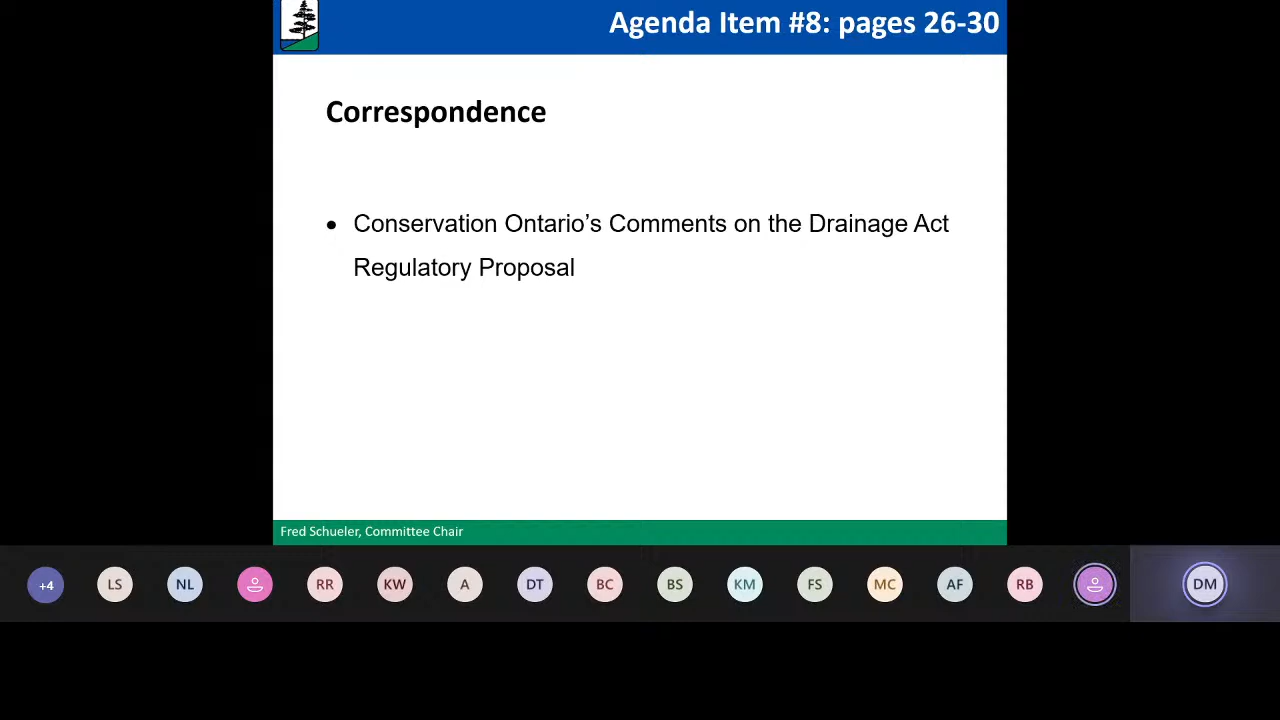 Agenda Item #8: pages 26-30
Correspondence
• Conservation Ontario’s Comments on the Drainage Act
Regulatory Proposal
Fred Schueler, Committee Chair
+4 LS NL RR KW A DT BC BS KM FS MC AF RB DM